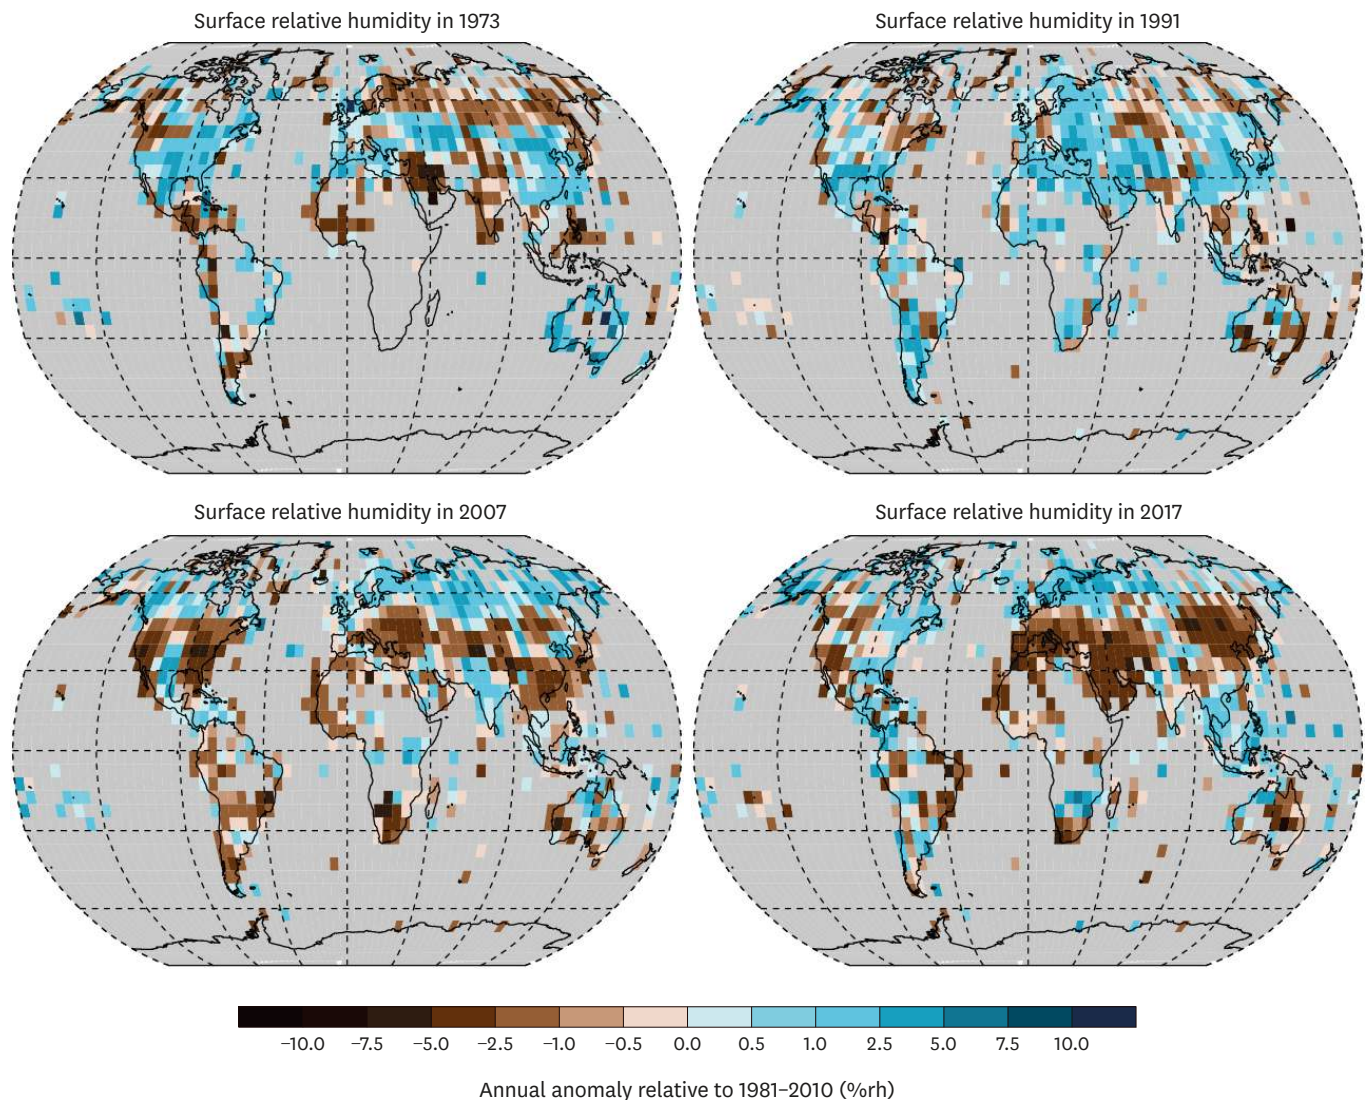 Surface relative humidity in 1973
Surface relative humidity in 1991
Surface relative humidity in 2007
Surface relative humidity in 2017
−10.0 −7.5 −5.0 −2.5 −1.0 −0.5 0.0 0.5 1.0 2.5 5.0 7.5 10.0
Annual anomaly relative to 1981–2010 (%rh)